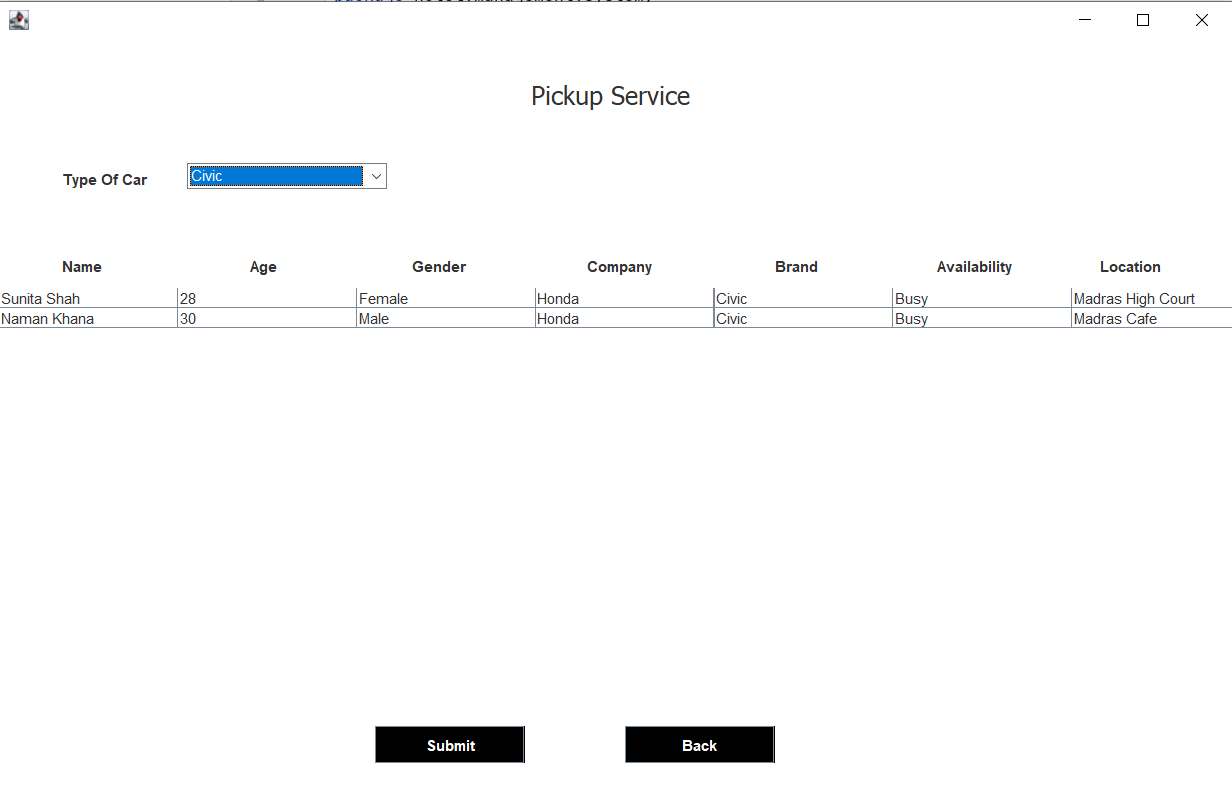 Pickup Service
Type Of Car Civic
Name Age Gender Company Brand Availability Location
Sunita Shah 28 Female Honda Civic Busy Madras High Court
Naman Khana 30 Male Honda Civic Busy Madras Cafe
Submit Back